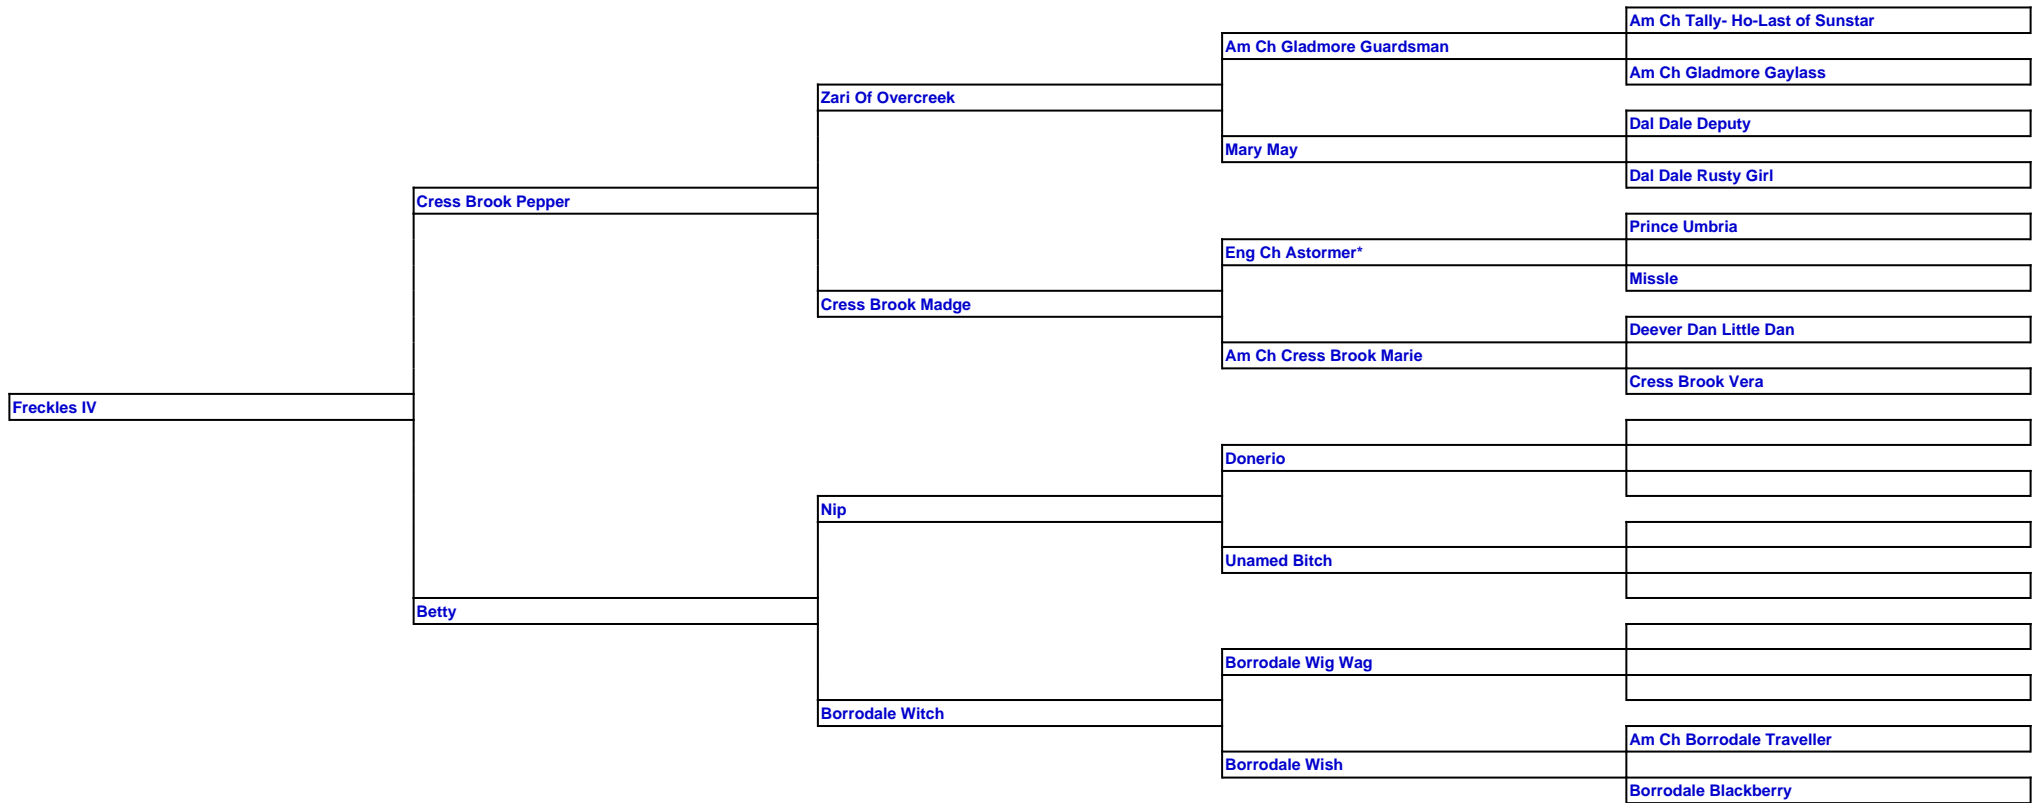 Am Ch Tally- Ho-Last of Sunstar
Am Ch Gladmore Guardsman
Am Ch Gladmore Gaylass
Zari Of Overcreek
Dal Dale Deputy
Mary May
Dal Dale Rusty Girl
Cress Brook Pepper
Prince Umbria
Eng Ch Astormer*
Missle
Cress Brook Madge
Deever Dan Little Dan
Am Ch Cress Brook Marie
Cress Brook Vera
Freckles IV
Donerio
Nip
Unamed Bitch
Betty
Borrodale Wig Wag
Borrodale Witch
Am Ch Borrodale Traveller
Borrodale Wish
Borrodale Blackberry